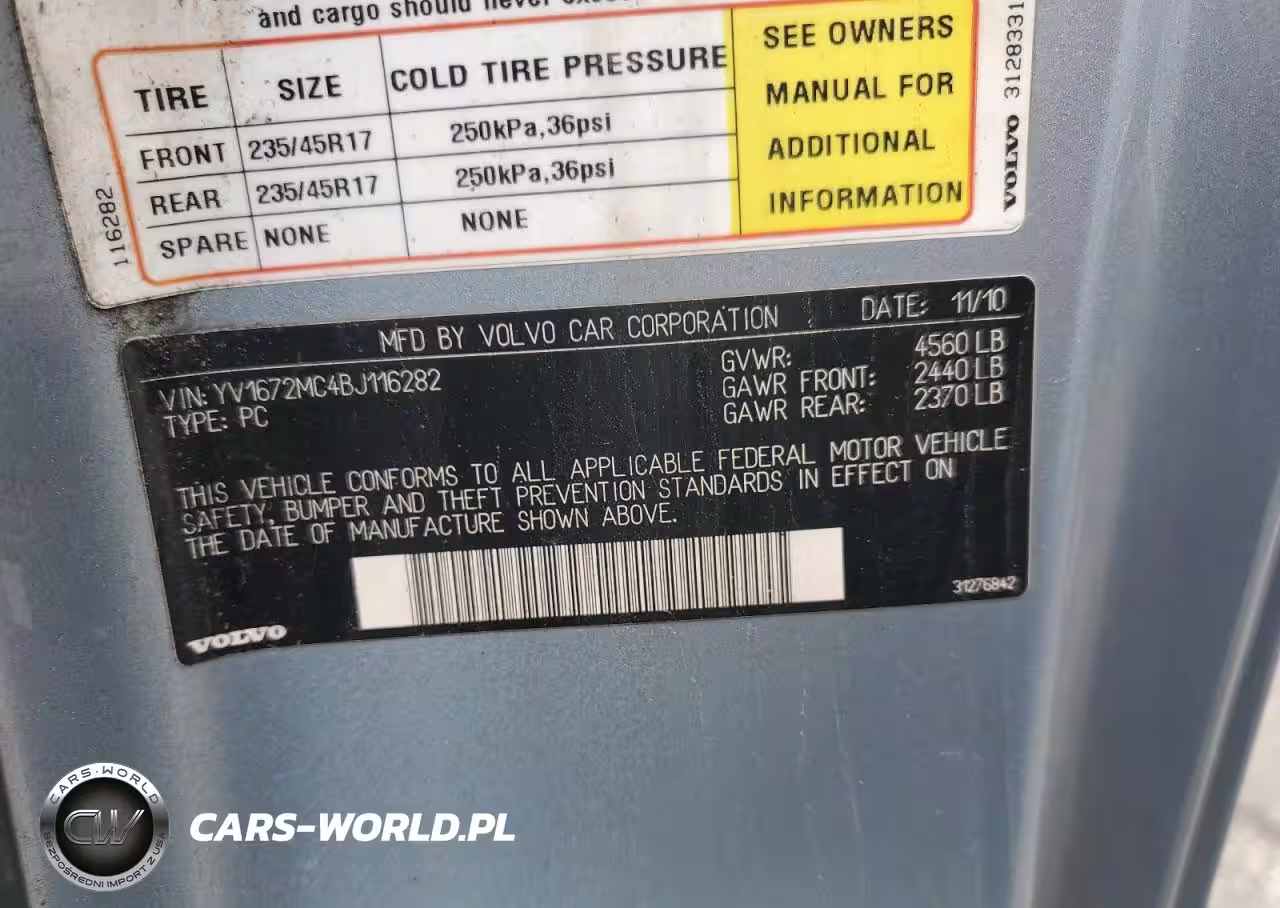 and cargo should never
TIRE SIZE COLD TIRE PRESSURE
FRONT 235/45R17 250kPa,36psi
REAR 235/45R17 250kPa,36psi
SPARE NONE NONE
SEE OWNERS
MANUAL FOR
ADDITIONAL
INFORMATION
116282
VOLVO 3128331
MFD BY VOLVO CAR CORPORATION DATE: 11/10
VIN: YV1672MC4BJ116282
TYPE: PC
GVWR: 4560 LB
GAWR FRONT: 2440 LB
GAWR REAR: 2370 LB
THIS VEHICLE CONFORMS TO ALL APPLICABLE FEDERAL MOTOR VEHICLE
SAFETY, BUMPER AND THEFT PREVENTION STANDARDS IN EFFECT ON
THE DATE OF MANUFACTURE SHOWN ABOVE.
31276842
VOLVO
CARS-WORLD
CW
BEZPOŚREDNI IMPORT Z USA
CARS-WORLD.PL